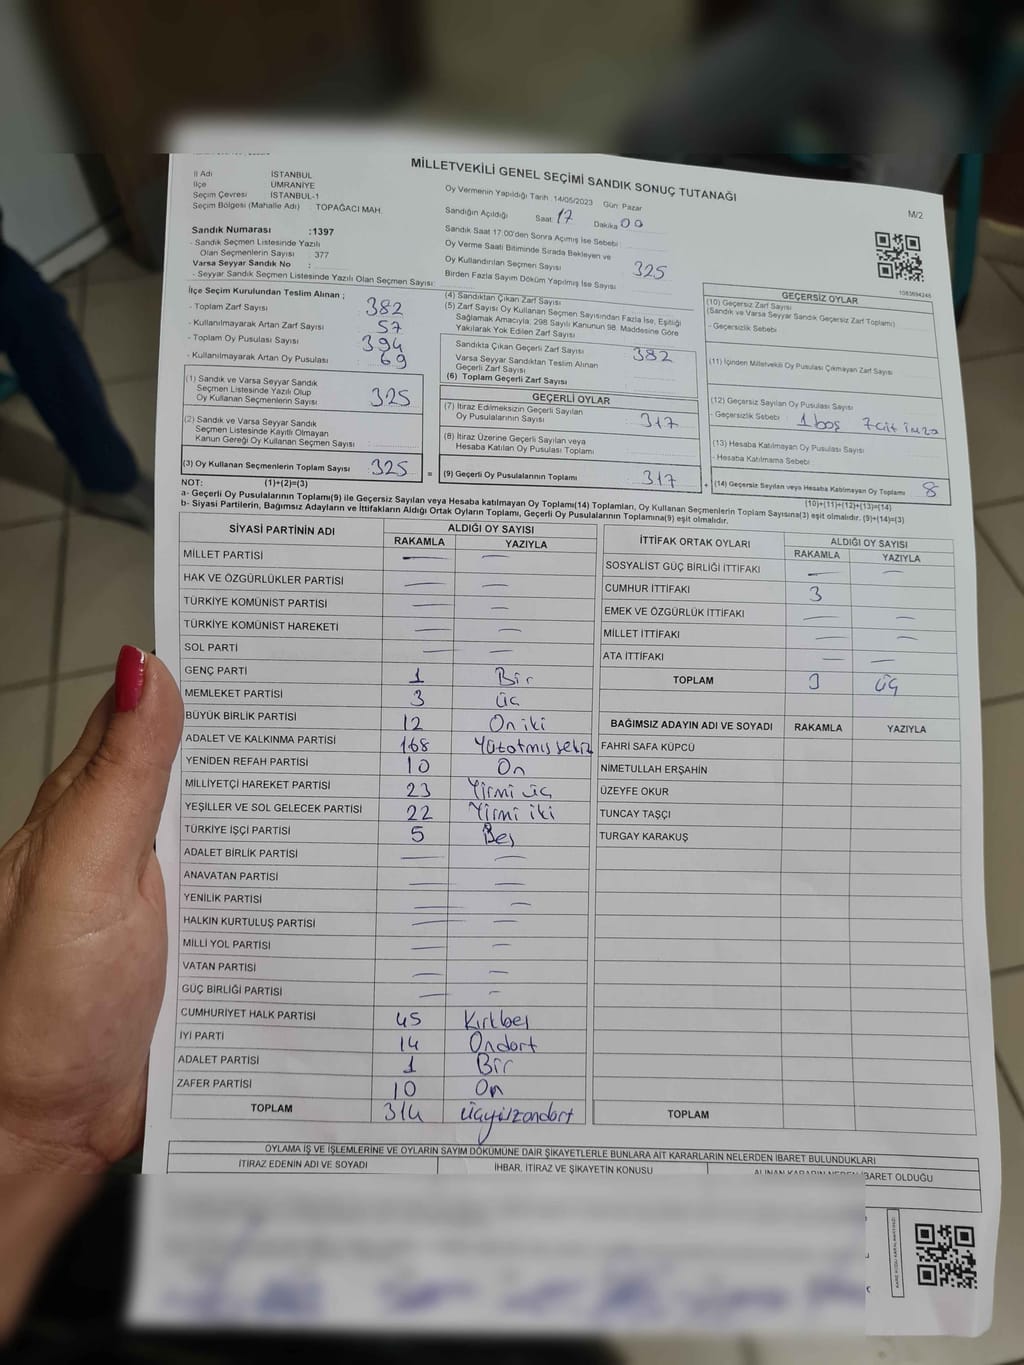 MİLLETVEKİLİ GENEL SEÇİMİ SANDIK SONUÇ TUTANAĞI
M/2
İl Adı İSTANBUL
İlçe ÜMRANİYE
Seçim Çevresi İSTANBUL-1
Seçim Bölgesi (Mahalle Adı) TOPAĞACI MAH.
Sandık Numarası :1397
- Sandık Seçmen Listesinde Yazılı
Olan Seçmenlerin Sayısı : 377
Varsa Seyyar Sandık No :
- Seyyar Sandık Seçmen Listesinde Yazılı Olan Seçmen Sayısı:
Oy Vermenin Yapıldığı Tarih :14/05/2023 Gün: Pazar
Sandığın Açıldığı Saat 17 Dakika 00
Sandık Saat 17:00'den Sonra Açılmış İse Sebebi :
Oy Verme Saati Bitiminde Sırada Bekleyen ve
Oy Kullandırılan Seçmen Sayısı : 325
Birden Fazla Sayım Döküm Yapılmış İse Sayısı :
1083694248
İlçe Seçim Kurulundan Teslim Alınan ;
- Toplam Zarf Sayısı : 382
- Kullanılmayarak Artan Zarf Sayısı : 57
- Toplam Oy Pusulası Sayısı : 394
- Kullanılmayarak Artan Oy Pusulası : 69
(1) Sandık ve Varsa Seyyar Sandık
Seçmen Listesinde Yazılı Olup
Oy Kullanan Seçmenlerin Sayısı : 325
(2) Sandık ve Varsa Seyyar Sandık
Seçmen Listesinde Kayıtlı Olmayan
Kanun Gereği Oy Kullanan Seçmen Sayısı :
(3) Oy Kullanan Seçmenlerin Toplam Sayısı : 325
(4) Sandıktan Çıkan Zarf Sayısı
(5) Zarf Sayısı Oy Kullanan Seçmen Sayısından Fazla İse, Eşitliği
Sağlamak Amacıyla; 298 Sayılı Kanunun 98. Maddesine Göre
Yakılarak Yok Edilen Zarf Sayısı
Sandıkta Çıkan Geçerli Zarf Sayısı : 382
Varsa Seyyar Sandıktan Teslim Alınan
Geçerli Zarf Sayısı
(6) Toplam Geçerli Zarf Sayısı
GEÇERLİ OYLAR
(7) İtiraz Edilmeksizin Geçerli Sayılan
Oy Pusulalarının Sayısı : 317
(8) İtiraz Üzerine Geçerli Sayılan veya
Hesaba Katılan Oy Pusulaları Toplamı
= (9) Geçerli Oy Pusulalarının Toplamı : 317
GEÇERSİZ OYLAR
(10) Geçersiz Zarf Sayısı
(Sandık ve Varsa Seyyar Sandık Geçersiz Zarf Toplamı)
- Geçersizlik Sebebi
(11) İçinden Milletvekili Oy Pusulası Çıkmayan Zarf Sayısı
(12) Geçersiz Sayılan Oy Pusulası Sayısı
- Geçersizlik Sebebi : 1 boş 7 cit imza
(13) Hesaba Katılmayan Oy Pusulası Sayısı
- Hesaba Katılmama Sebebi
+ (14) Geçersiz Sayılan veya Hesaba Katılmayan Oy Toplamı 8
NOT: (1)+(2)=(3)
(10)+(11)+(12)+(13)=(14)
a- Geçerli Oy Pusulalarının Toplamı(9) ile Geçersiz Sayılan veya Hesaba katılmayan Oy Toplamı(14) Toplamları, Oy Kullanan Seçmenlerin Toplam Sayısına(3) eşit olmalıdır. (9)+(14)=(3)
b- Siyasi Partilerin, Bağımsız Adayların ve İttifakların Aldığı Ortak Oyların Toplamı, Geçerli Oy Pusulalarının Toplamına(9) eşit olmalıdır.
SİYASİ PARTİNİN ADI ALDIĞI OY SAYISI
RAKAMLA YAZIYLA
MİLLET PARTİSİ — —
HAK VE ÖZGÜRLÜKLER PARTİSİ — —
TÜRKİYE KOMÜNİST PARTİSİ — —
TÜRKİYE KOMÜNİST HAREKETİ — —
SOL PARTİ — —
GENÇ PARTİ 1 Bir
MEMLEKET PARTİSİ 3 üç
BÜYÜK BİRLİK PARTİSİ 12 On iki
ADALET VE KALKINMA PARTİSİ 168 Yüzatmış sekiz
YENİDEN REFAH PARTİSİ 10 On
MİLLİYETÇİ HAREKET PARTİSİ 23 Yirmi üç
YEŞİLLER VE SOL GELECEK PARTİSİ 22 Yirmi iki
TÜRKİYE İŞÇİ PARTİSİ 5 Beş
ADALET BİRLİK PARTİSİ — —
ANAVATAN PARTİSİ — —
YENİLİK PARTİSİ — —
HALKIN KURTULUŞ PARTİSİ — —
MİLLİ YOL PARTİSİ — —
VATAN PARTİSİ — —
GÜÇ BİRLİĞİ PARTİSİ — —
CUMHURİYET HALK PARTİSİ 45 Kırkbeş
İYİ PARTİ 14 Ondört
ADALET PARTİSİ 1 Bir
ZAFER PARTİSİ 10 On
TOPLAM 314 üçyüzondört
İTTİFAK ORTAK OYLARI ALDIĞI OY SAYISI
RAKAMLA YAZIYLA
SOSYALİST GÜÇ BİRLİĞİ İTTİFAKI — —
CUMHUR İTTİFAKI 3
EMEK VE ÖZGÜRLÜK İTTİFAKI — —
MİLLET İTTİFAKI — —
ATA İTTİFAKI — —
TOPLAM 3 üç
BAĞIMSIZ ADAYIN ADI VE SOYADI RAKAMLA YAZIYLA
FAHRİ SAFA KÜPCÜ
NİMETULLAH ERŞAHİN
ÜZEYFE OKUR
TUNCAY TAŞÇI
TURGAY KARAKUŞ
TOPLAM
OYLAMA İŞ VE İŞLEMLERİNE VE OYLARIN SAYIM DÖKÜMÜNE DAİR ŞİKAYETLERLE BUNLARA AİT KARARLARIN NELERDEN İBARET BULUNDUKLARI
İTİRAZ EDENİN ADI VE SOYADI İHBAR, İTİRAZ VE ŞİKAYETİN KONUSU ALINAN KARARIN NEDEN İBARET OLDUĞU